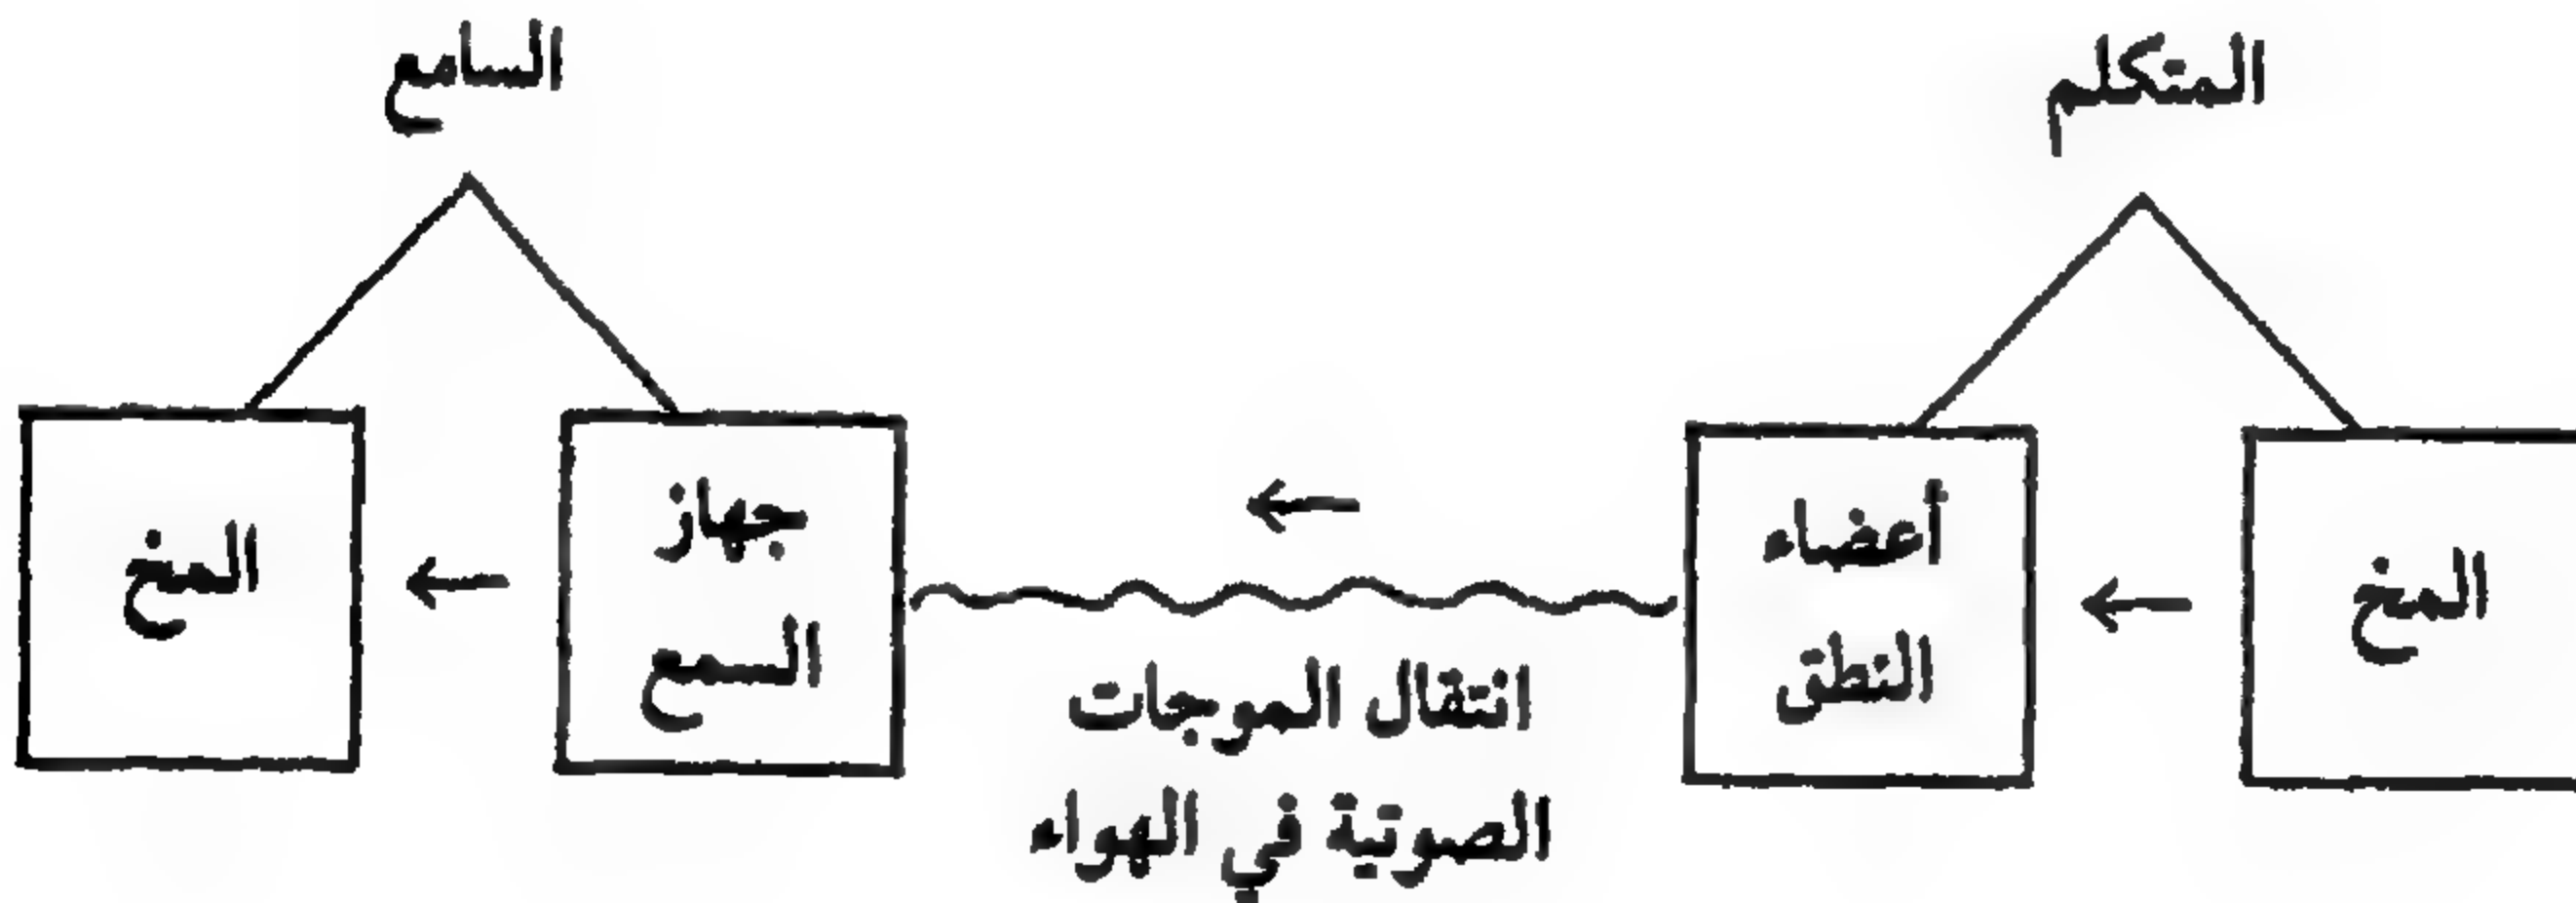 المتكلم
السامع
المخ
أعضاء
النطق
انتقال الموجات
الصوتية في الهواء
جهاز
السمع
المخ